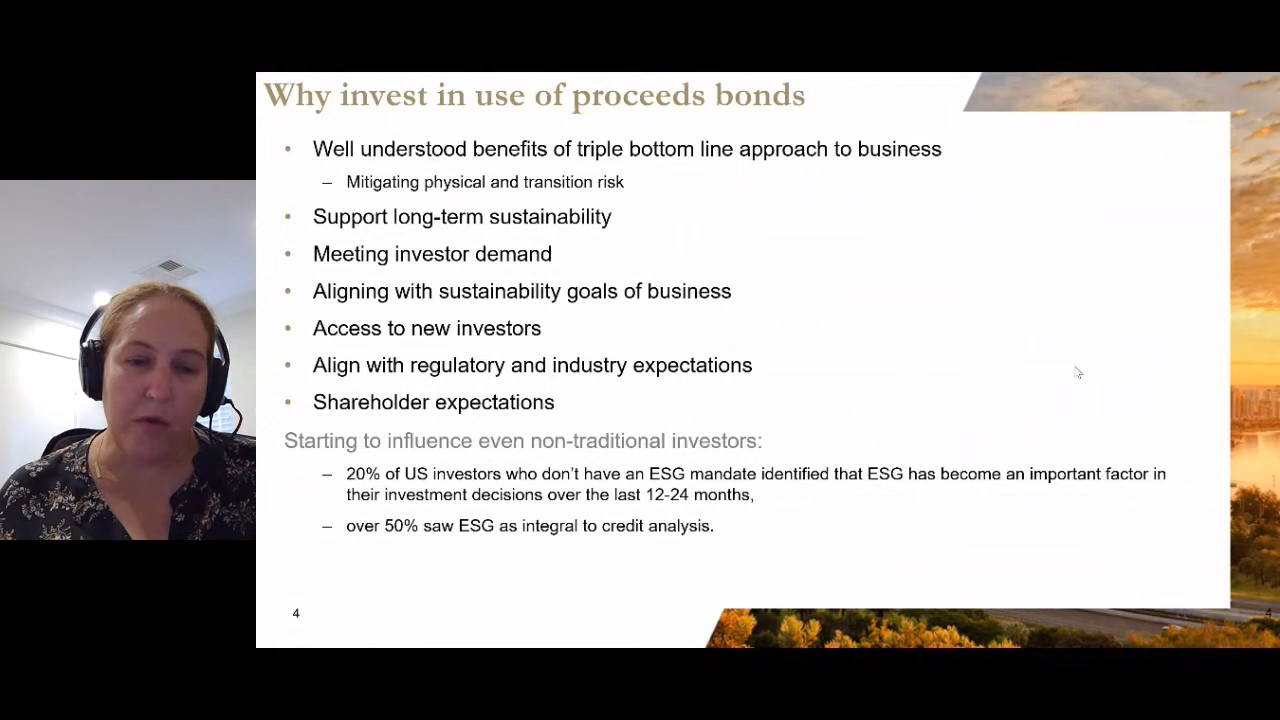 Why invest in use of proceeds bonds
• Well understood benefits of triple bottom line approach to business
– Mitigating physical and transition risk
• Support long-term sustainability
• Meeting investor demand
• Aligning with sustainability goals of business
• Access to new investors
• Align with regulatory and industry expectations
• Shareholder expectations
Starting to influence even non-traditional investors:
– 20% of US investors who don't have an ESG mandate identified that ESG has become an important factor in
their investment decisions over the last 12-24 months,
– over 50% saw ESG as integral to credit analysis.
4
4